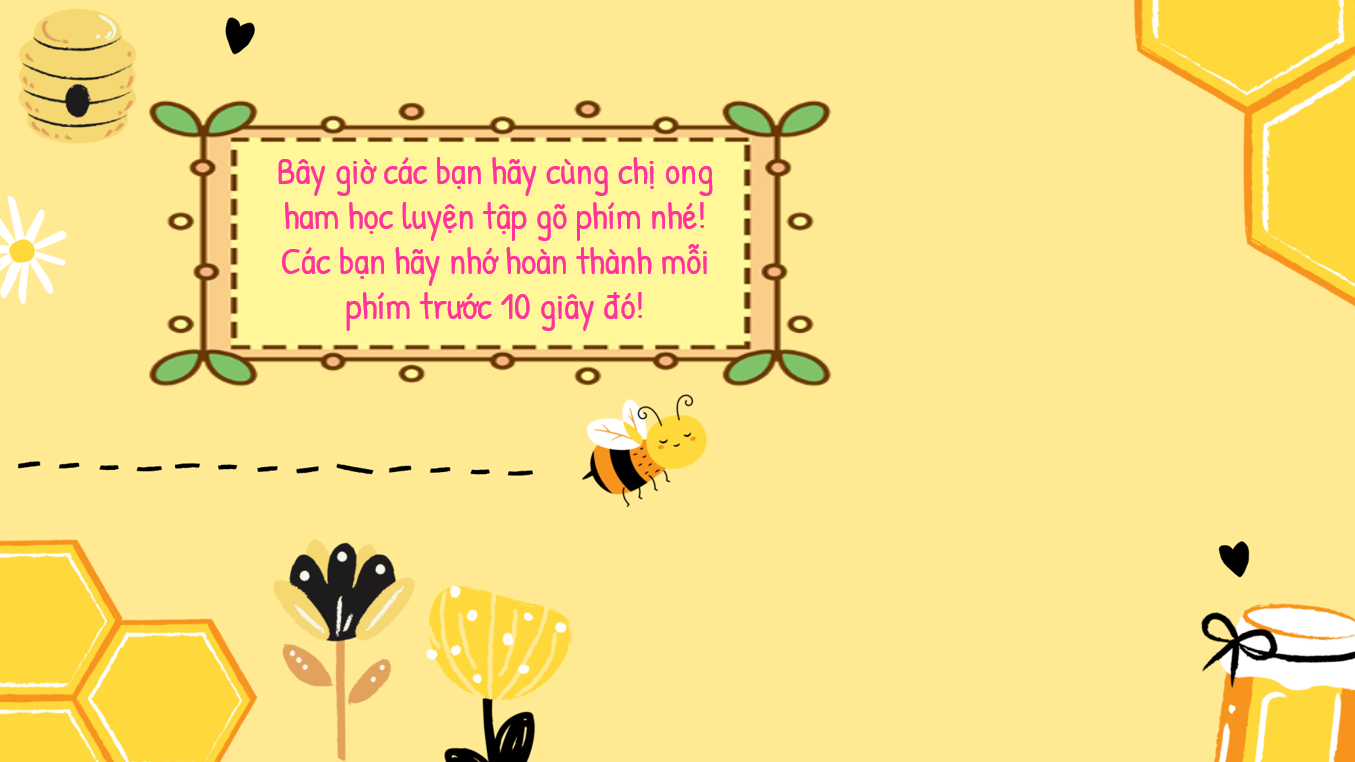 Bây giờ các bạn hãy cùng chị ong
ham học luyện tập gõ phím nhé!
Các bạn hãy nhớ hoàn thành mỗi
phím trước 10 giây đó!